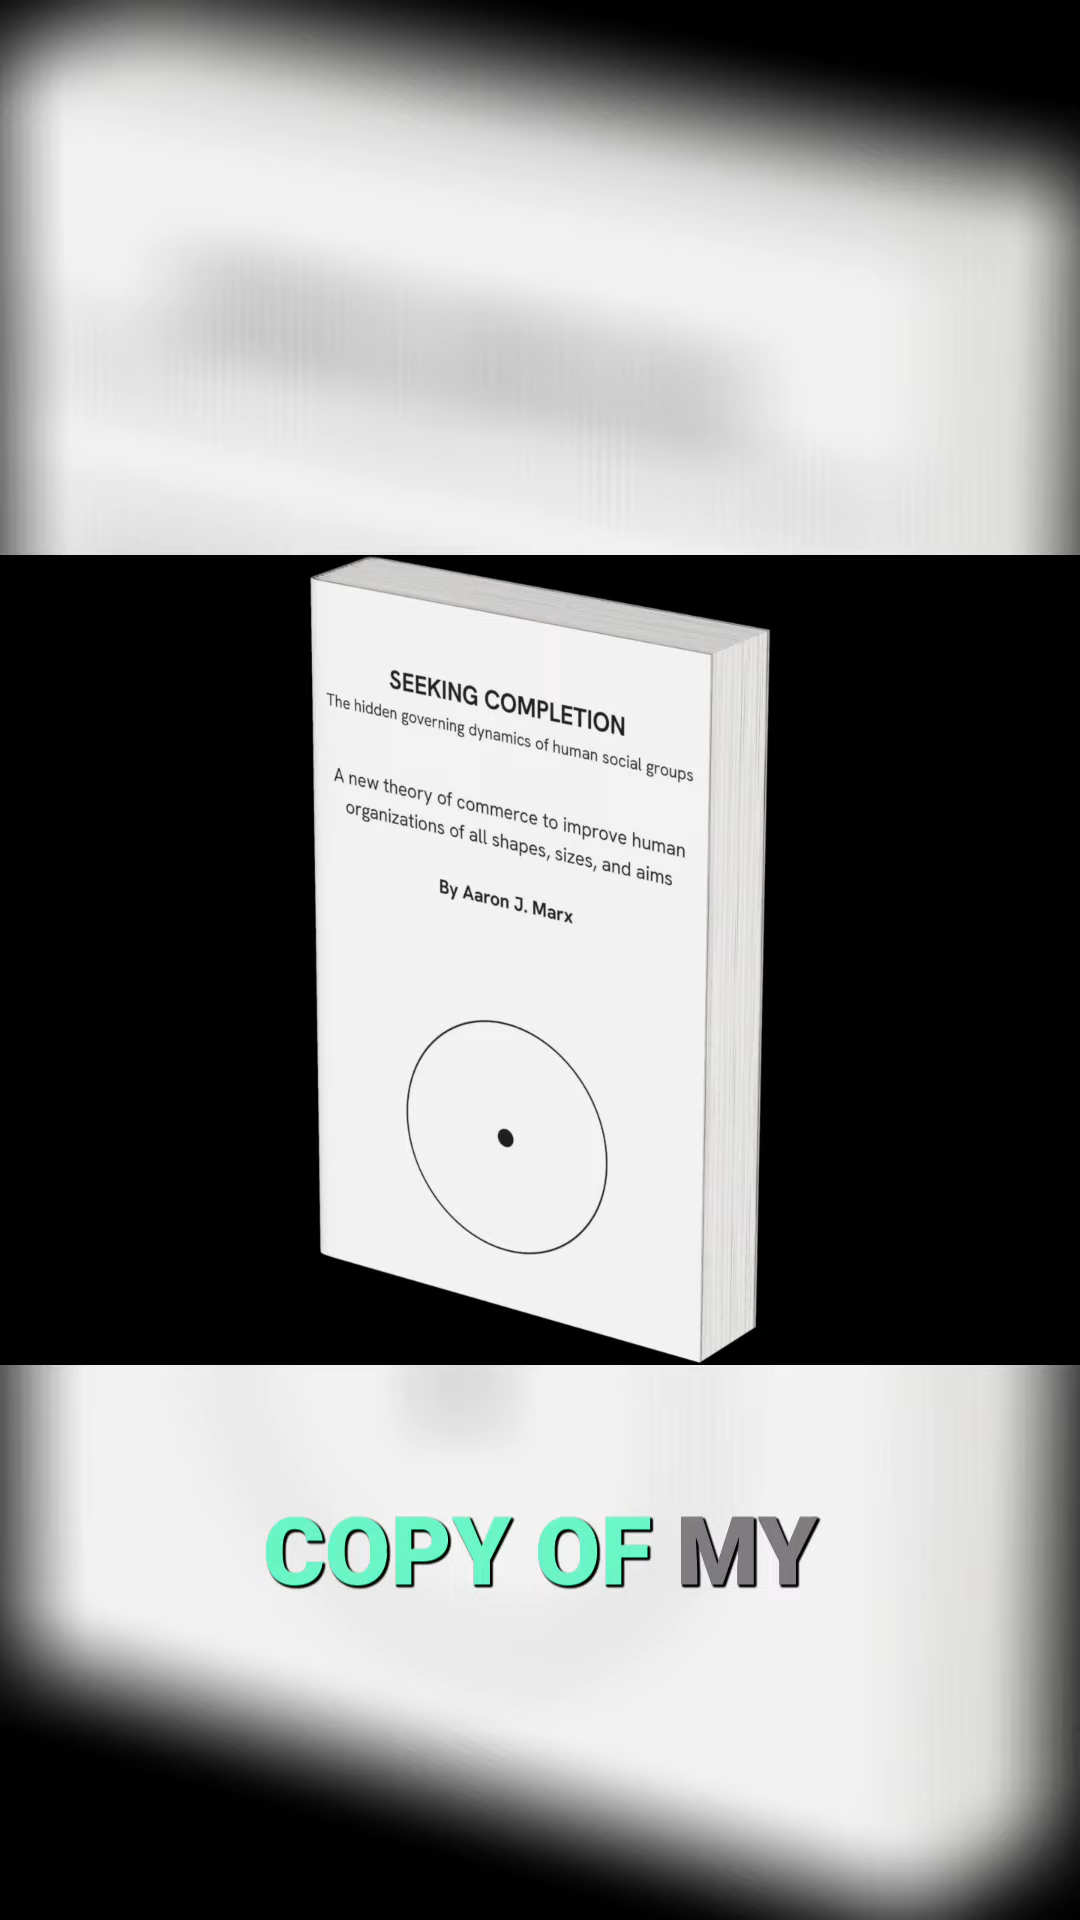 SEEKING COMPLETION
The hidden governing dynamics of human social groups
A new theory of commerce to improve human
organizations of all shapes, sizes, and aims
By Aaron J. Marx
COPY OF MY